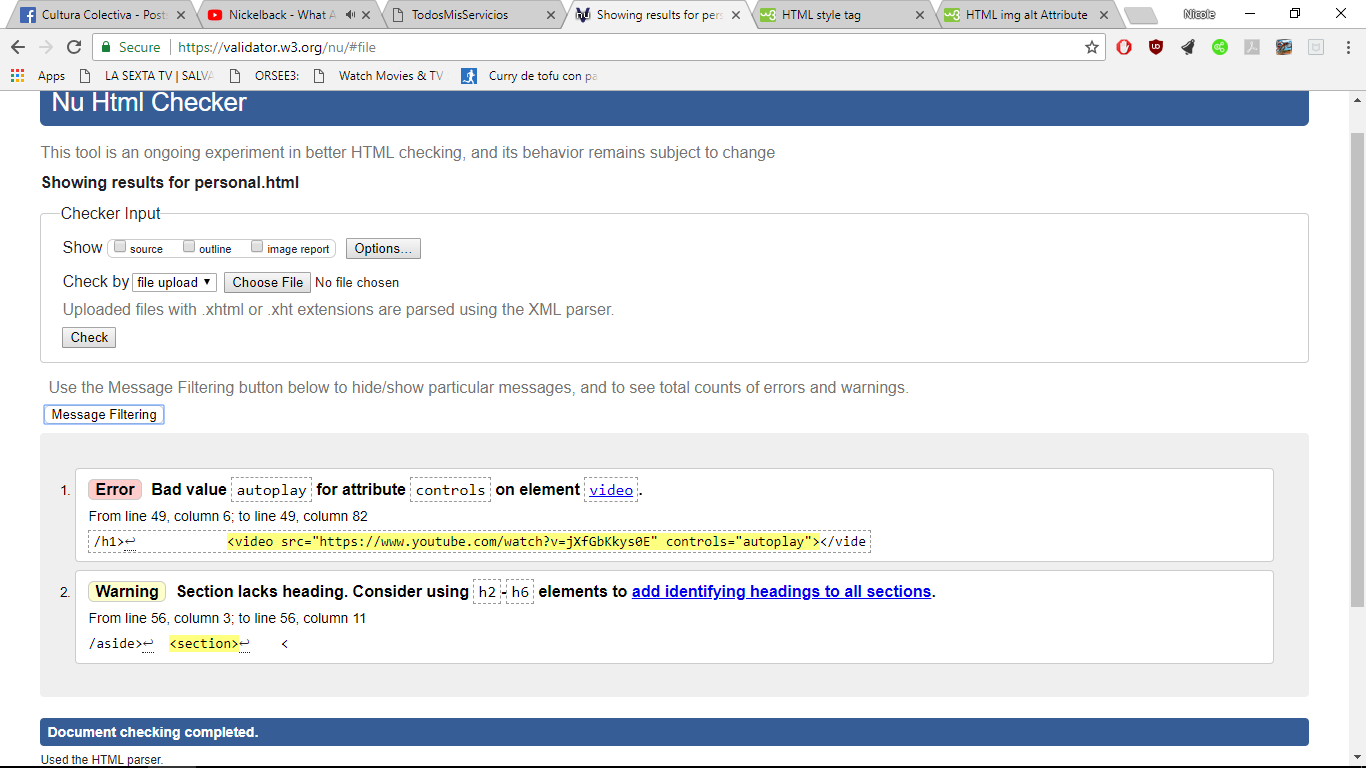 Cultura Colectiva - Post
Nickelback - What A
TodosMisServicios
Showing results for pers
HTML style tag
HTML img alt Attribute
Nicole
Secure
https://validator.w3.org/nu/#file
Apps
LA SEXTA TV | SALVA
ORSEE3:
Watch Movies & TV
Curry de tofu con pa
Nu Html Checker
This tool is an ongoing experiment in better HTML checking, and its behavior remains subject to change
Showing results for personal.html
Checker Input
Show source outline image report Options...
Check by file upload Choose File No file chosen
Uploaded files with .xhtml or .xht extensions are parsed using the XML parser.
Check
Use the Message Filtering button below to hide/show particular messages, and to see total counts of errors and warnings.
Message Filtering
1. Error Bad value autoplay for attribute controls on element video.
From line 49, column 6; to line 49, column 82
/h1>↩ <video src="https://www.youtube.com/watch?v=jXfGbKkys0E" controls="autoplay"></vide
2. Warning Section lacks heading. Consider using h2-h6 elements to add identifying headings to all sections.
From line 56, column 3; to line 56, column 11
/aside>↩ <section>↩ <
Document checking completed.
Used the HTML parser.